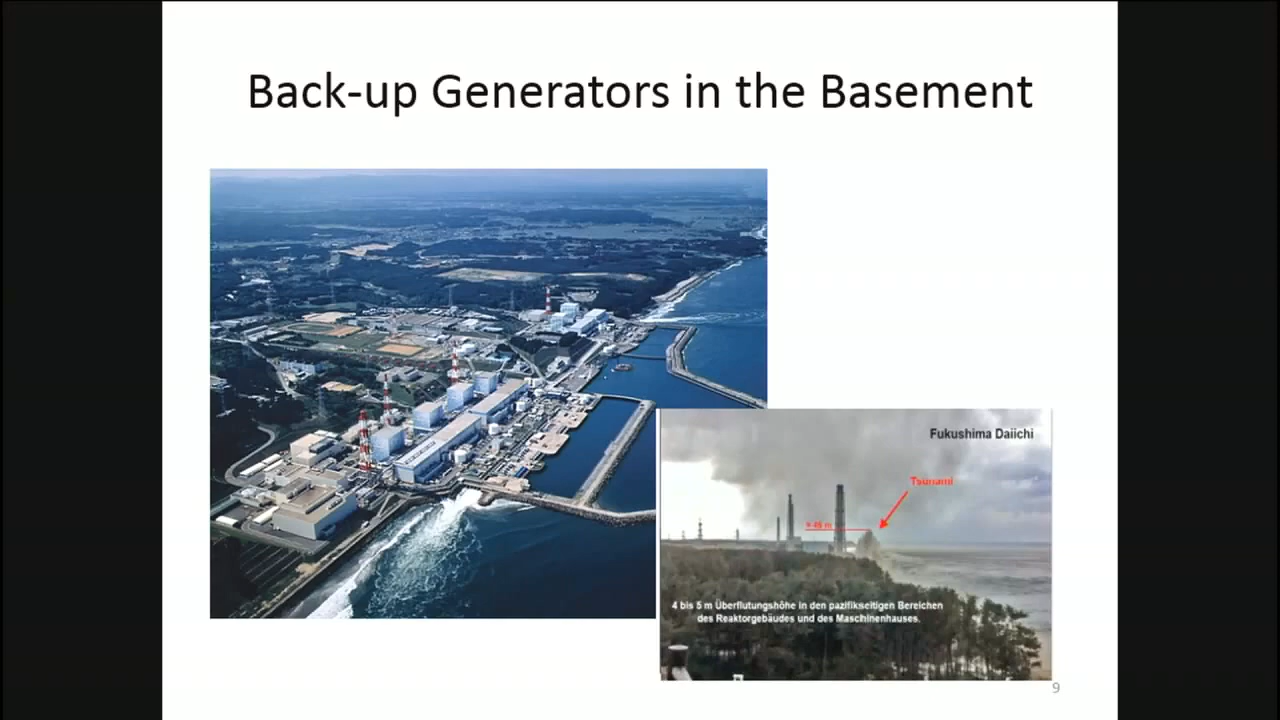 Back-up Generators in the Basement
Fukushima Daiichi
Tsunami
≈ 46 m
4 bis 5 m Überflutungshöhe in den pazifikseitigen Bereichen
des Reaktorgebäudes und des Maschinenhauses.
9